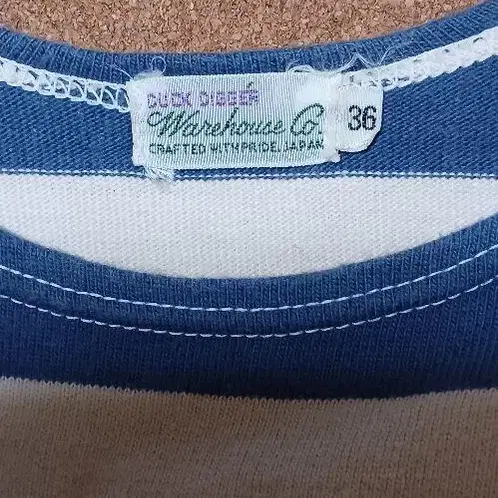 DUCK DIGGER
Warehouse Co.
CRAFTED WITH PRIDE, JAPAN
36